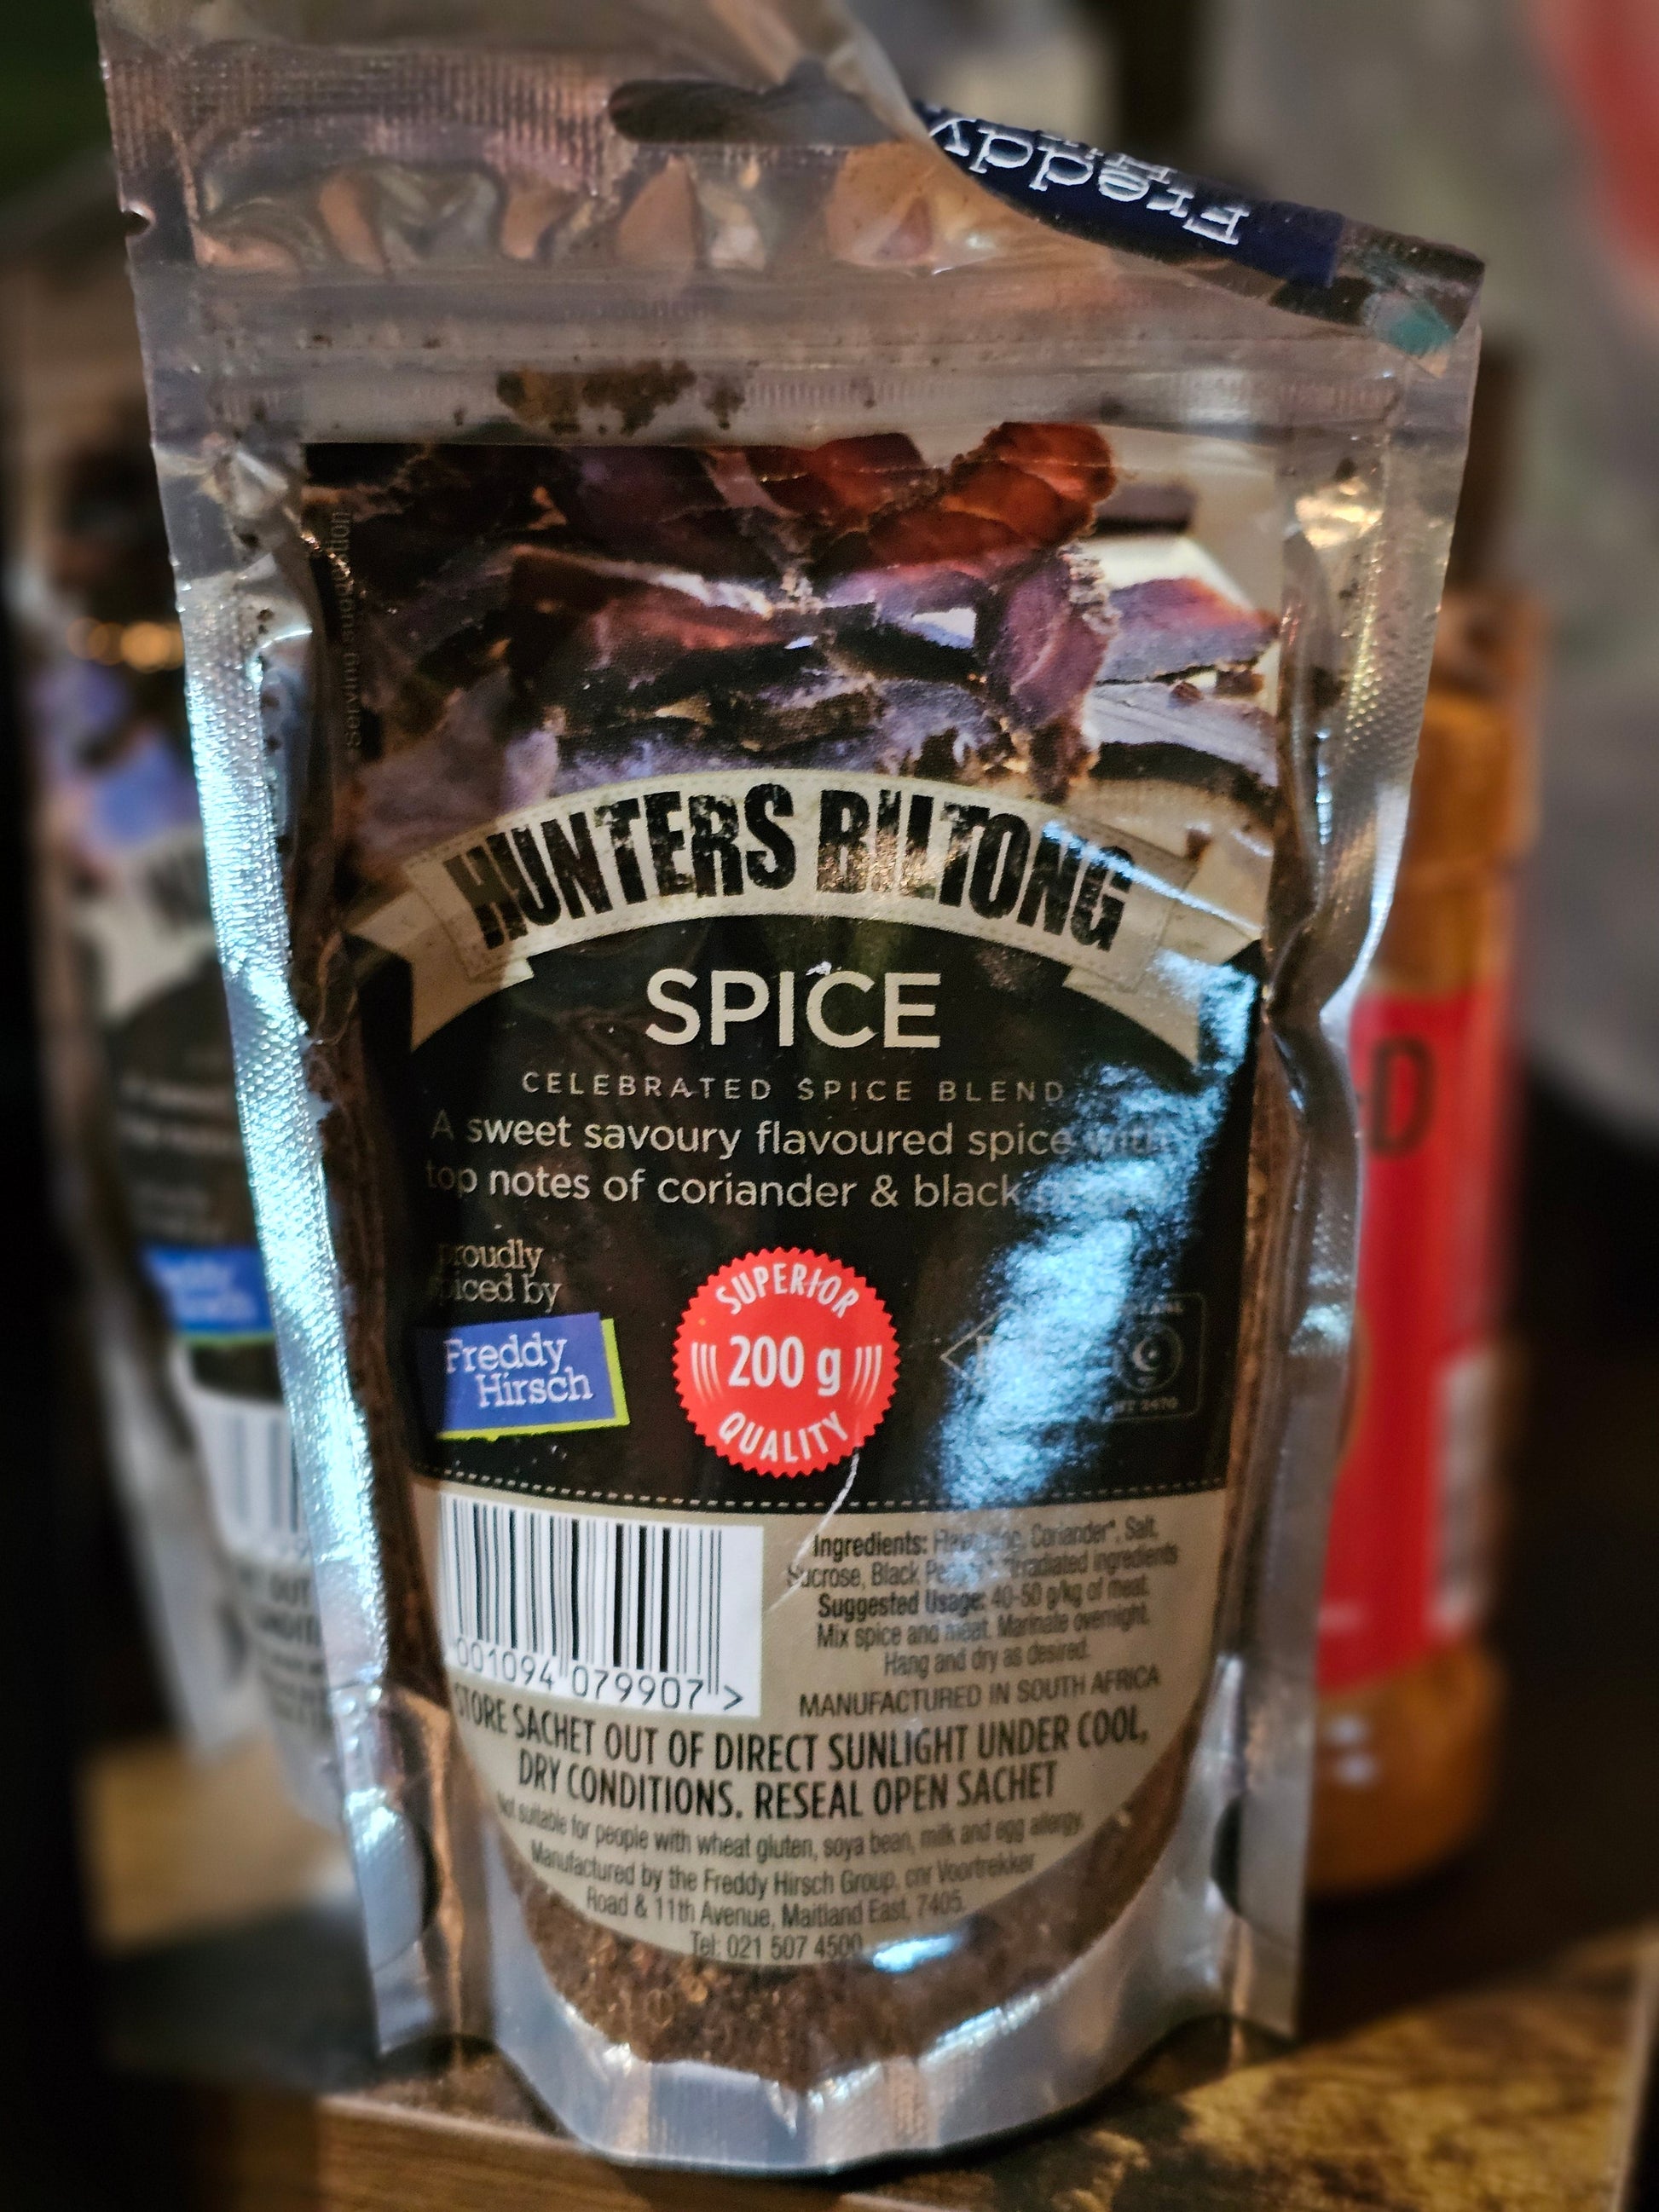 Freddy
HUNTERS BILTONG
SPICE
CELEBRATED SPICE BLEND
A sweet savoury flavoured spice with
top notes of coriander & black
proudly
spiced by
Freddy
Hirsch
SUPERIOR
200 g
QUALITY
Ingredients: Flavouring, Coriander*, Salt,
Sucrose, Black Pepper* *Irradiated ingredients
Suggested Usage: 40-50 g/kg of meat.
Mix spice and meat. Marinate overnight.
Hang and dry as desired.
MANUFACTURED IN SOUTH AFRICA
001094 079907 >
STORE SACHET OUT OF DIRECT SUNLIGHT UNDER COOL,
DRY CONDITIONS. RESEAL OPEN SACHET
Not suitable for people with wheat gluten, soya bean, milk and egg allergy.
Manufactured by the Freddy Hirsch Group, cnr Voortrekker
Road & 11th Avenue, Maitland East, 7405.
Tel: 021 507 4500